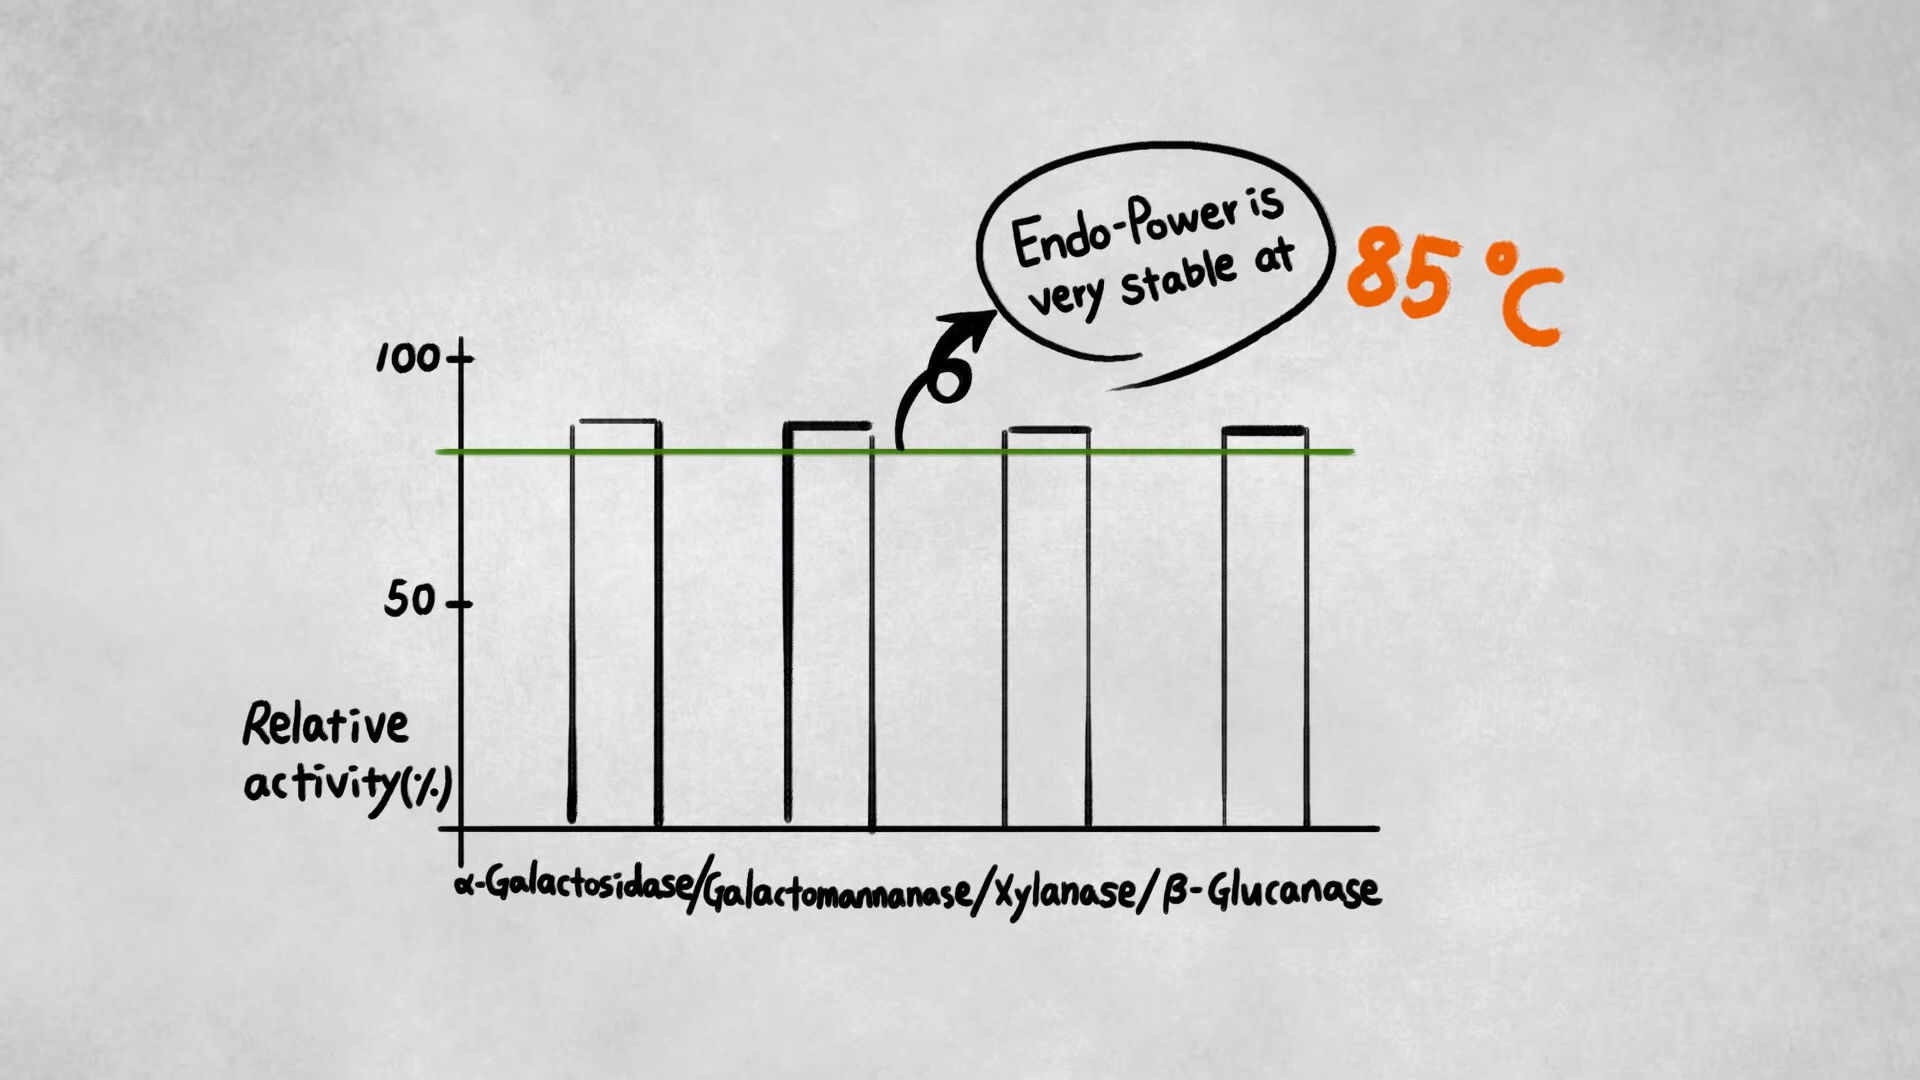 Endo-Power is
very stable at
85°C
100
50
Relative
activity(%)
α-Galactosidase/Galactomannanase/Xylanase/β-Glucanase